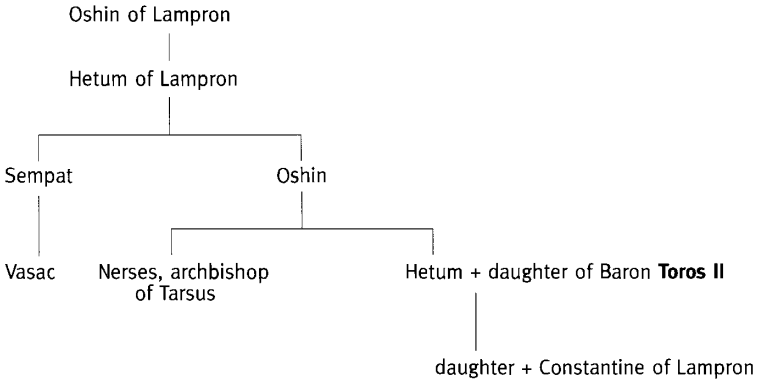 Oshin of Lampron
Hetum of Lampron
Sempat
Oshin
Vasac
Nerses, archbishop
of Tarsus
Hetum + daughter of Baron Toros II
daughter + Constantine of Lampron